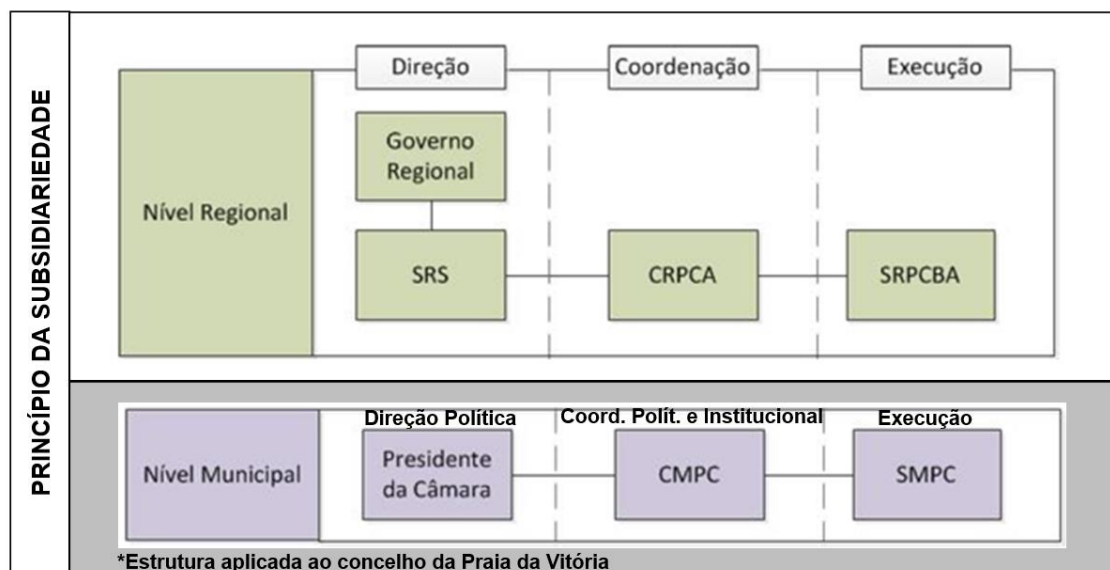 PRINCÍPIO DA SUBSIDIARIEDADE
Direção
Coordenação
Execução
Nível Regional
Governo
Regional
SRS
CRPCA
SRPCBA
Direção Política
Coord. Polít. e Institucional
Execução
Nível Municipal
Presidente
da Câmara
CMPC
SMPC
*Estrutura aplicada ao concelho da Praia da Vitória